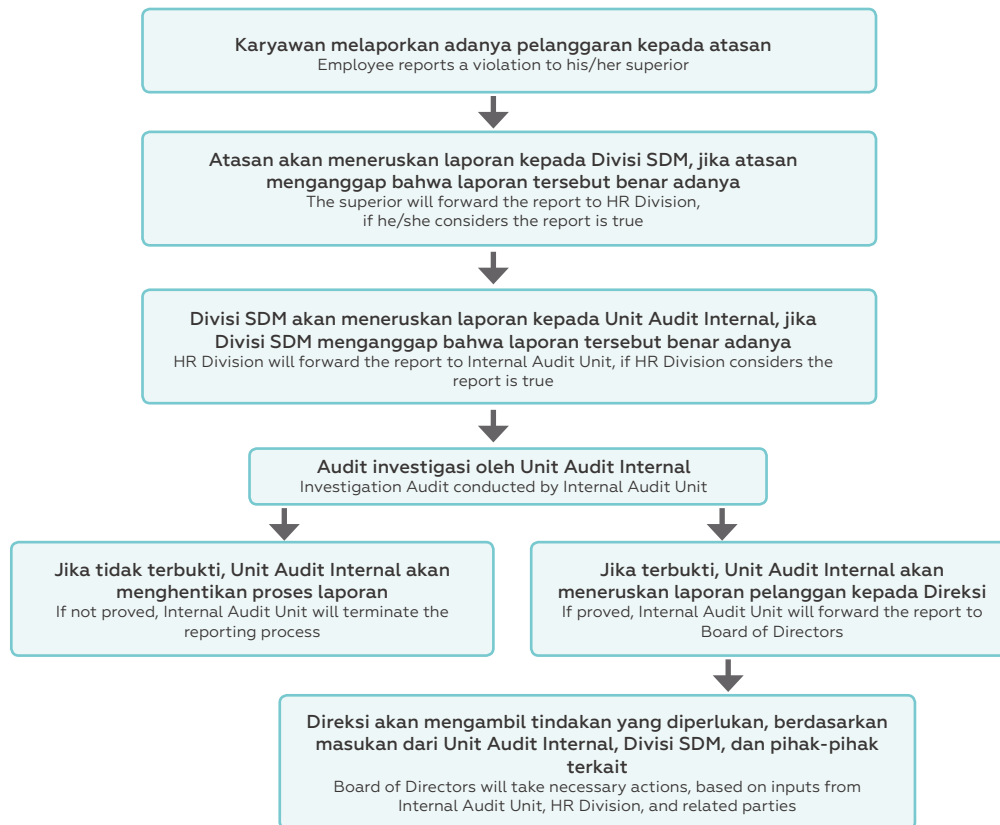 Karyawan melaporkan adanya pelanggaran kepada atasan
Employee reports a violation to his/her superior
Atasan akan meneruskan laporan kepada Divisi SDM, jika atasan
menganggap bahwa laporan tersebut benar adanya
The superior will forward the report to HR Division,
if he/she considers the report is true
Divisi SDM akan meneruskan laporan kepada Unit Audit Internal, jika
Divisi SDM menganggap bahwa laporan tersebut benar adanya
HR Division will forward the report to Internal Audit Unit, if HR Division considers the
report is true
Audit investigasi oleh Unit Audit Internal
Investigation Audit conducted by Internal Audit Unit
Jika tidak terbukti, Unit Audit Internal akan
menghentikan proses laporan
If not proved, Internal Audit Unit will terminate the
reporting process
Jika terbukti, Unit Audit Internal akan
meneruskan laporan pelanggan kepada Direksi
If proved, Internal Audit Unit will forward the report to
Board of Directors
Direksi akan mengambil tindakan yang diperlukan, berdasarkan
masukan dari Unit Audit Internal, Divisi SDM, dan pihak-pihak
terkait
Board of Directors will take necessary actions, based on inputs from
Internal Audit Unit, HR Division, and related parties